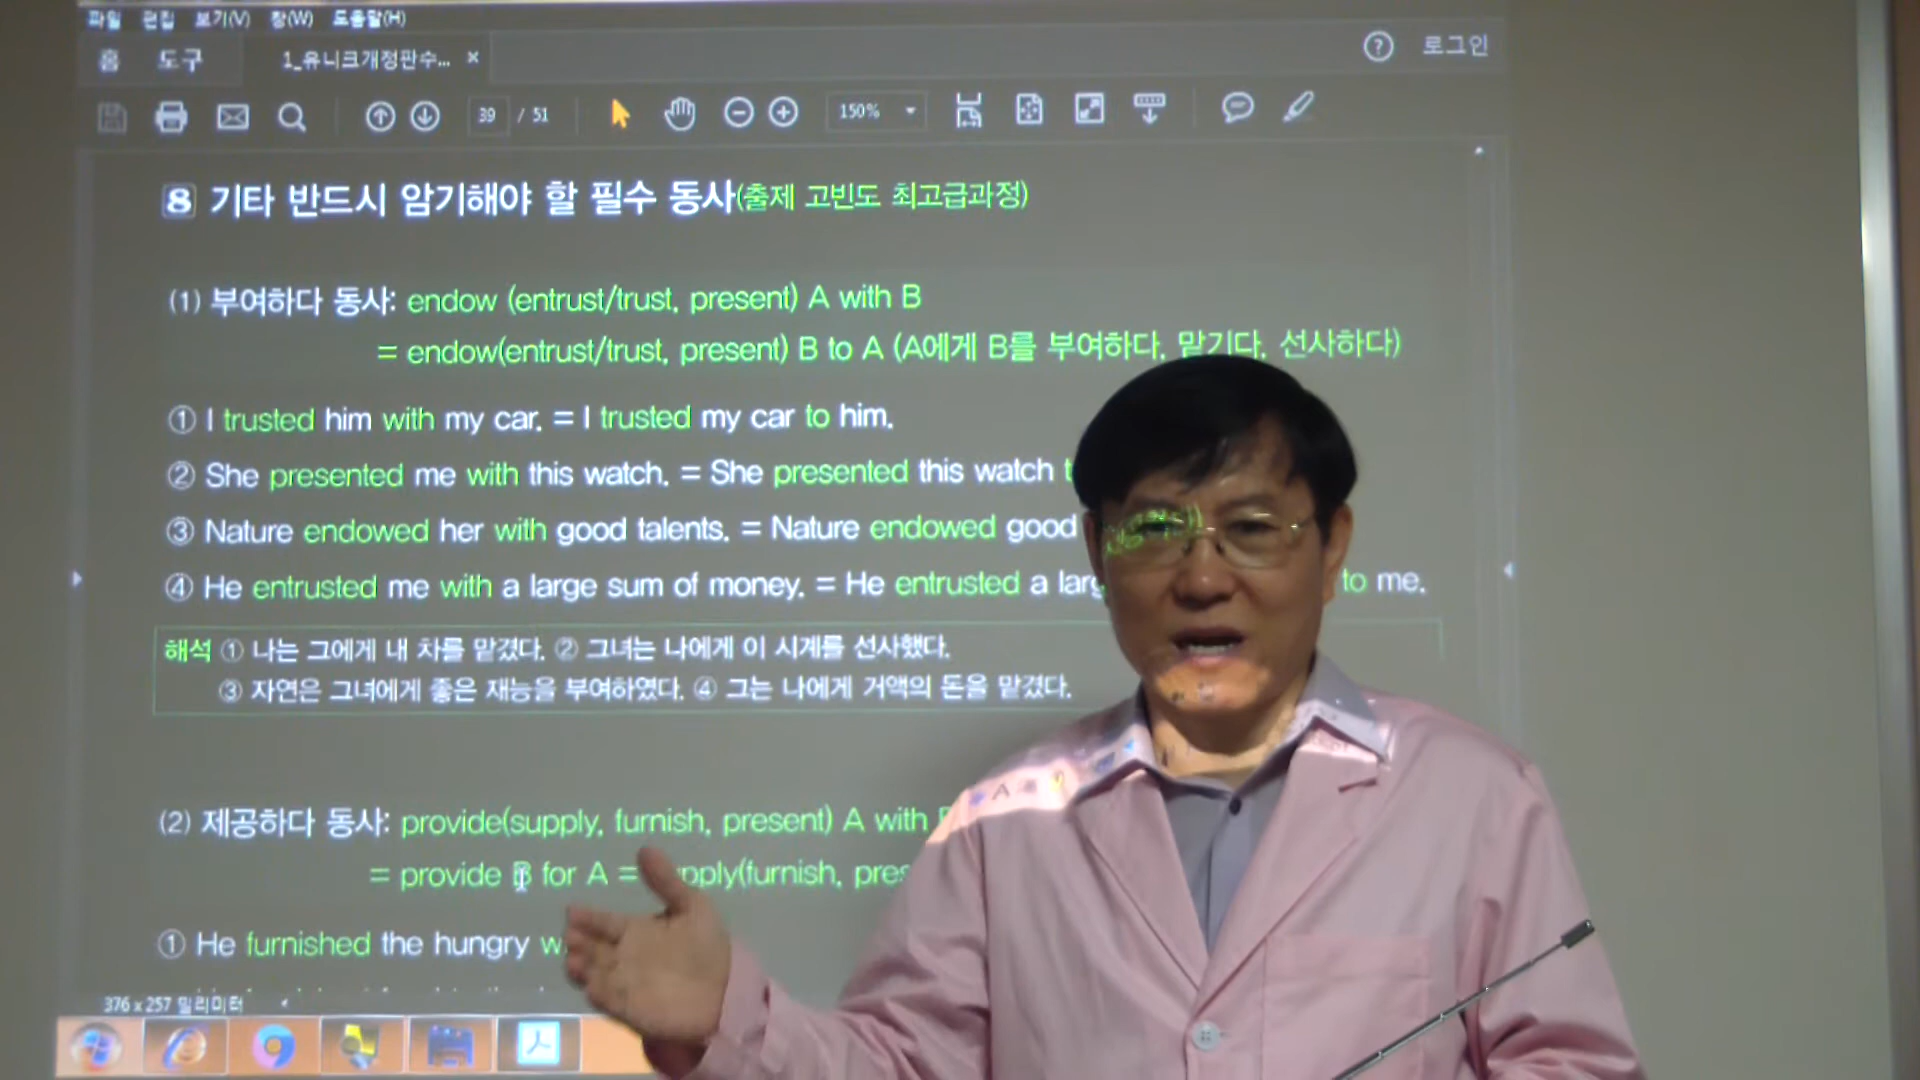 파일 편집 보기(V) 창(W) 도움말(H)
홈 도구 1_유니크개정판수... × ? 로그인
39 / 51 150%
8 기타 반드시 암기해야 할 필수 동사(출제 고빈도 최고급과정)
(1) 부여하다 동사: endow (entrust/trust, present) A with B
= endow(entrust/trust, present) B to A (A에게 B를 부여하다, 맡기다, 선사하다)
① I trusted him with my car. = I trusted my car to him.
② She presented me with this watch. = She presented this watch
③ Nature endowed her with good talents. = Nature endowed good
④ He entrusted me with a large sum of money. = He entrusted a to me.
해석 ① 나는 그에게 내 차를 맡겼다. ② 그녀는 나에게 이 시계를 선사했다.
③ 자연은 그녀에게 좋은 재능을 부여하였다. ④ 그는 나에게 거액의 돈을 맡겼다.
(2) 제공하다 동사: provide(supply, furnish, present) A with
= provide B for A = (furnish,
① He furnished the hungry
376 x 257 밀리미터